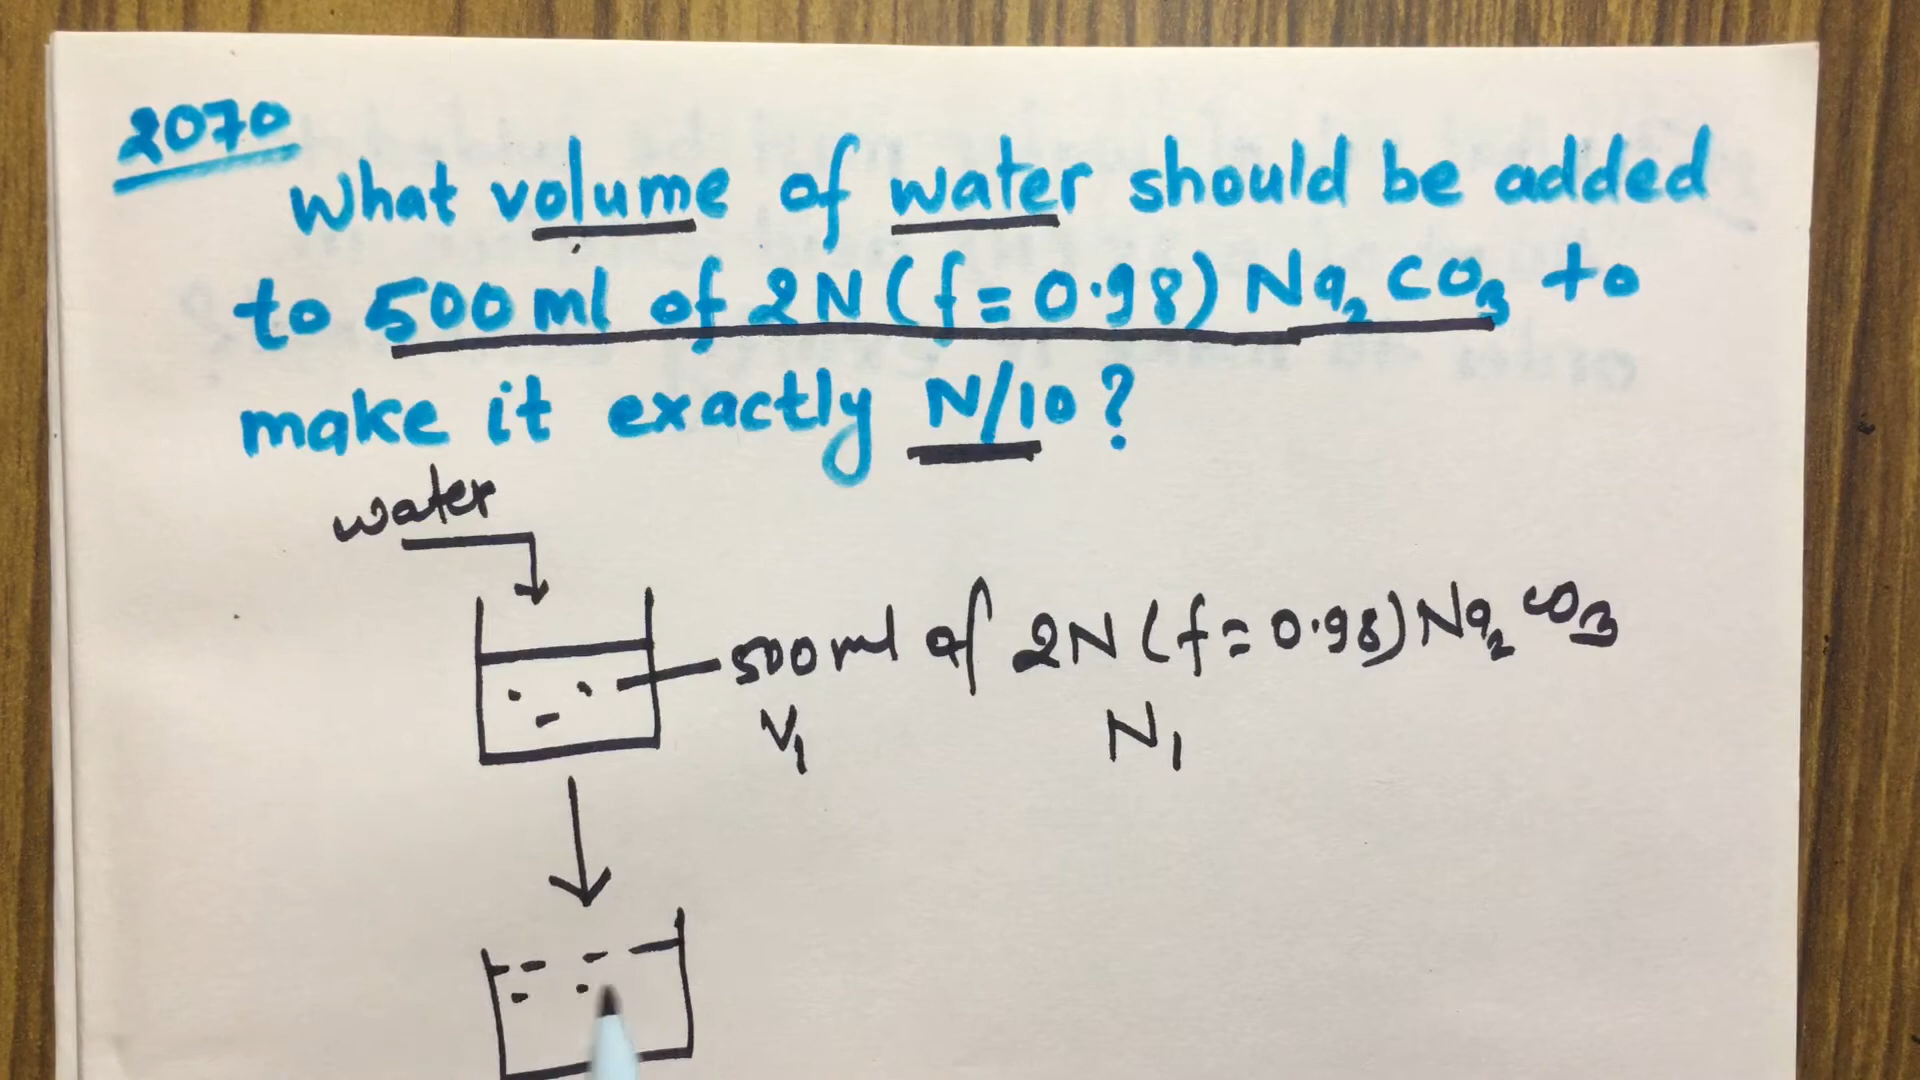 2070
What volume of water should be added
to 500 ml of 2N (f = 0.98) Na₂CO₃ to
make it exactly N/10 ?
water
500 ml of 2N (f = 0.98) Na₂CO₃
V₁ N₁